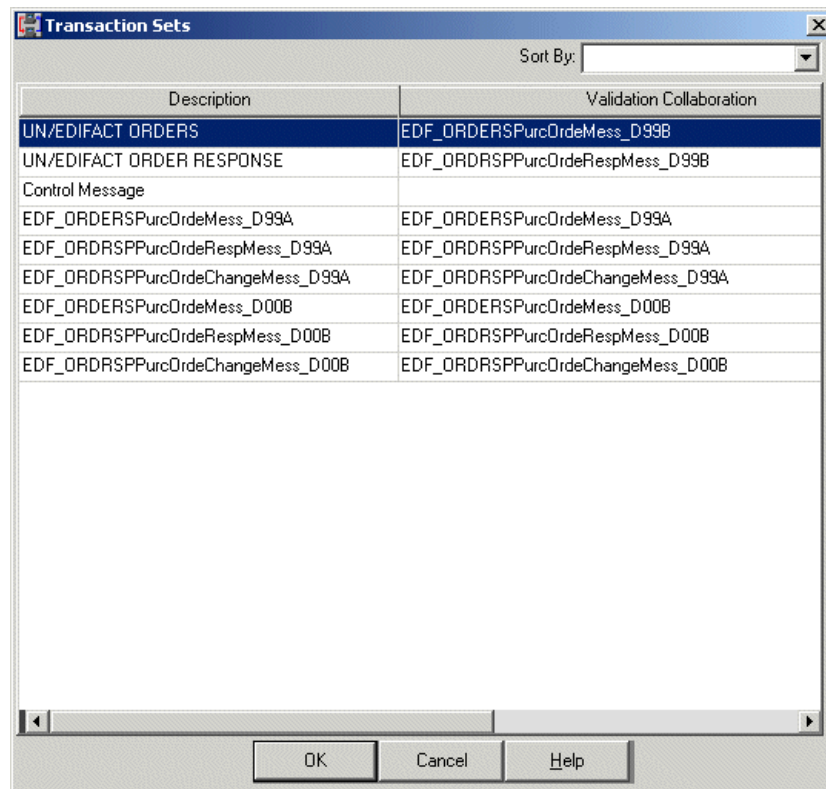 Transaction Sets
Sort By:
Description Validation Collaboration
UN/EDIFACT ORDERS EDF_ORDERSPurcOrdeMess_D99B
UN/EDIFACT ORDER RESPONSE EDF_ORDRSPPurcOrdeRespMess_D99B
Control Message
EDF_ORDERSPurcOrdeMess_D99A EDF_ORDERSPurcOrdeMess_D99A
EDF_ORDRSPPurcOrdeRespMess_D99A EDF_ORDRSPPurcOrdeRespMess_D99A
EDF_ORDRSPPurcOrdeChangeMess_D99A EDF_ORDRSPPurcOrdeChangeMess_D99A
EDF_ORDERSPurcOrdeMess_D00B EDF_ORDERSPurcOrdeMess_D00B
EDF_ORDRSPPurcOrdeRespMess_D00B EDF_ORDRSPPurcOrdeRespMess_D00B
EDF_ORDRSPPurcOrdeChangeMess_D00B EDF_ORDRSPPurcOrdeChangeMess_D00B
OK Cancel Help